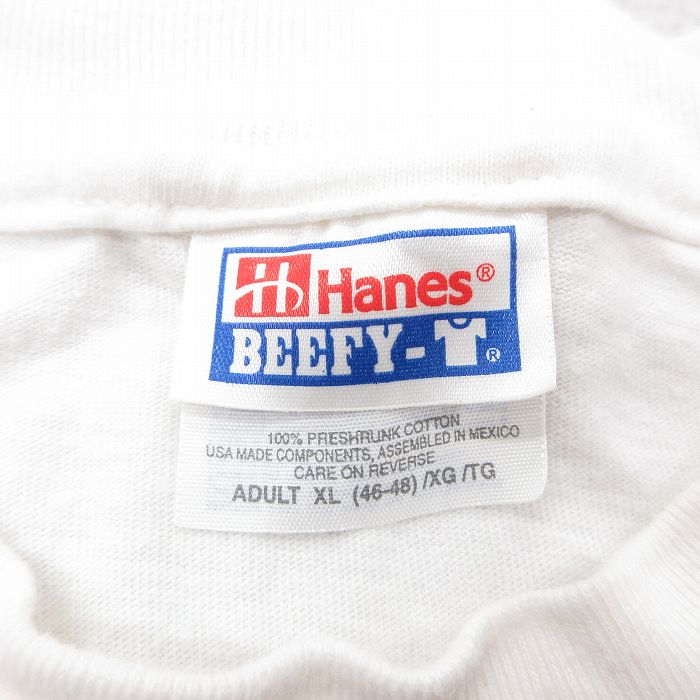 Hanes®
BEEFY-T®
100% PRESHRUNK COTTON
USA MADE COMPONENTS, ASSEMBLED IN MEXICO
CARE ON REVERSE
ADULT XL (46-48) /XG /TG